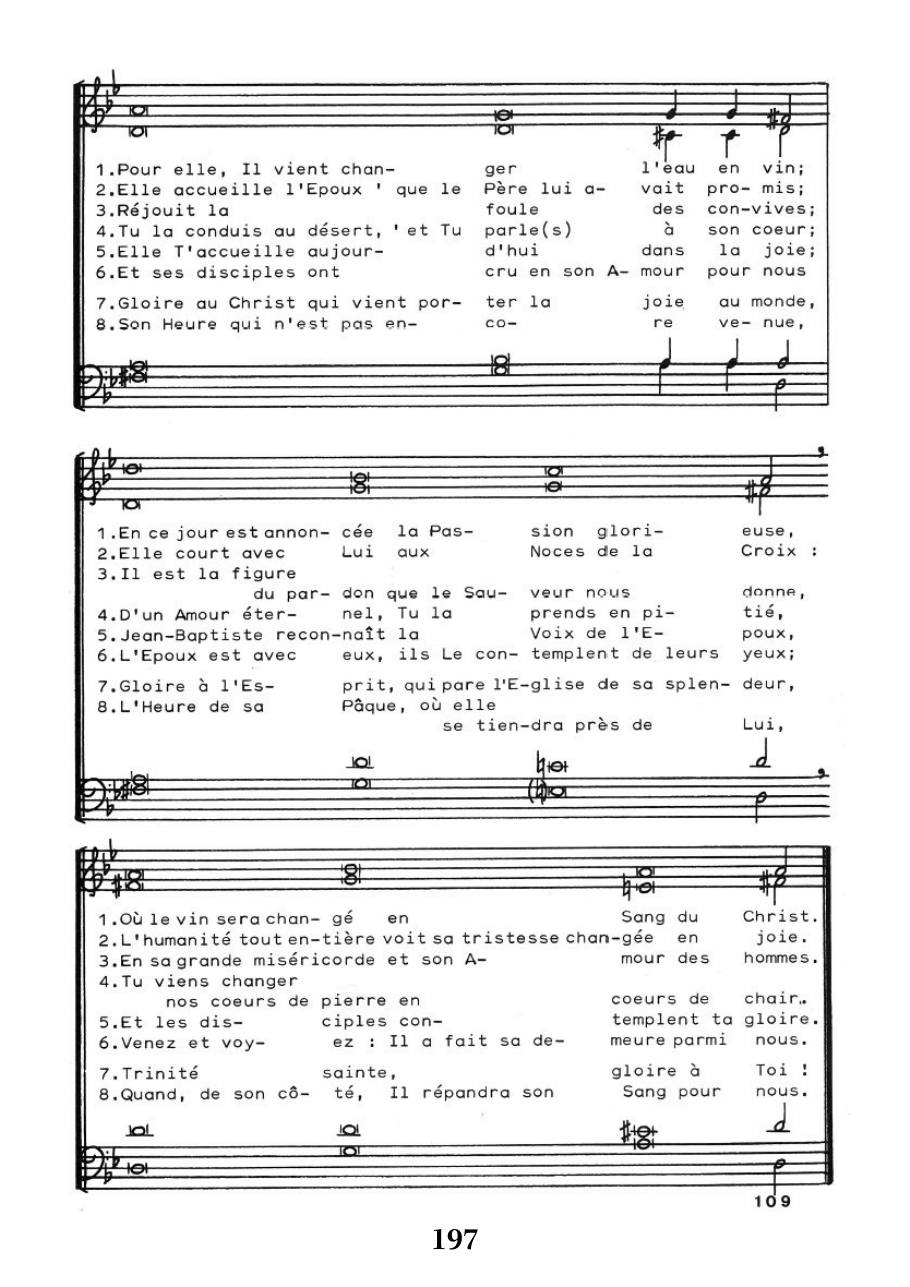 1.Pour elle, Il vient chan- ger l'eau en vin;
2.Elle accueille l'Epoux ' que le Père lui a- vait pro- mis;
3.Réjouit la foule des con-vives;
4.Tu la conduis au désert, ' et Tu parle(s) à son coeur;
5.Elle T'accueille aujour- d'hui dans la joie;
6.Et ses disciples ont cru en son A- mour pour nous
7.Gloire au Christ qui vient por- ter la joie au monde,
8.Son Heure qui n'est pas en- co- re ve- nue,
1.En ce jour est annon- cée la Pas- sion glori- euse,
2.Elle court avec Lui aux Noces de la Croix :
3.Il est la figure
du par- don que le Sau- veur nous donne,
4.D'un Amour éter- nel, Tu la prends en pi- tié,
5.Jean-Baptiste recon-naît la Voix de l'E- poux,
6.L'Epoux est avec eux, ils Le con- templent de leurs yeux;
7.Gloire à l'Es- prit, qui pare l'E-glise de sa splen- deur,
8.L'Heure de sa Pâque, où elle
se tien-dra près de Lui,
1.Où le vin sera chan- gé en Sang du Christ.
2.L'humanité tout en-tière voit sa tristesse chan-gée en joie.
3.En sa grande miséricorde et son A- mour des hommes.
4.Tu viens changer
nos coeurs de pierre en coeurs de chair.
5.Et les dis- ciples con- templent ta gloire.
6.Venez et voy- ez : Il a fait sa de- meure parmi nous.
7.Trinité sainte, gloire à Toi !
8.Quand, de son cô- té, Il répandra son Sang pour nous.
109
197